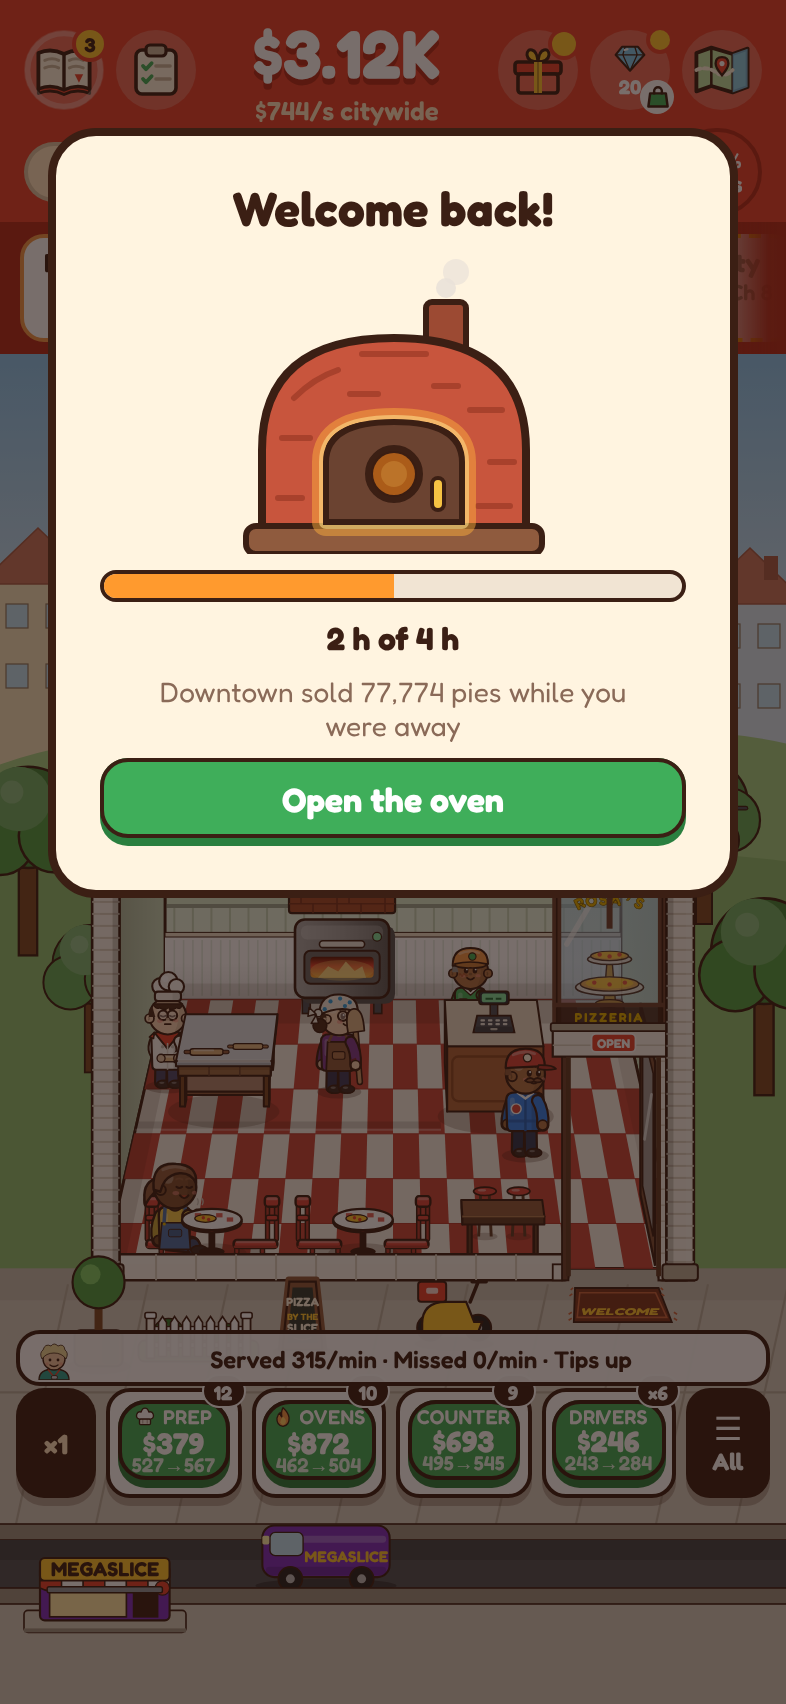 3
$3.12K
$744/s citywide
20
Welcome back!
2 h of 4 h
Downtown sold 77,774 pies while you
were away
Open the oven
ROSA'S
PIZZERIA
OPEN
PIZZA
BY THE
SLICE
WELCOME
Served 315/min · Missed 0/min · Tips up
x1
12
PREP
$379
527→567
10
OVENS
$872
462→504
9
COUNTER
$693
495→545
x6
DRIVERS
$246
243→284
All
MEGASLICE
MEGASLICE